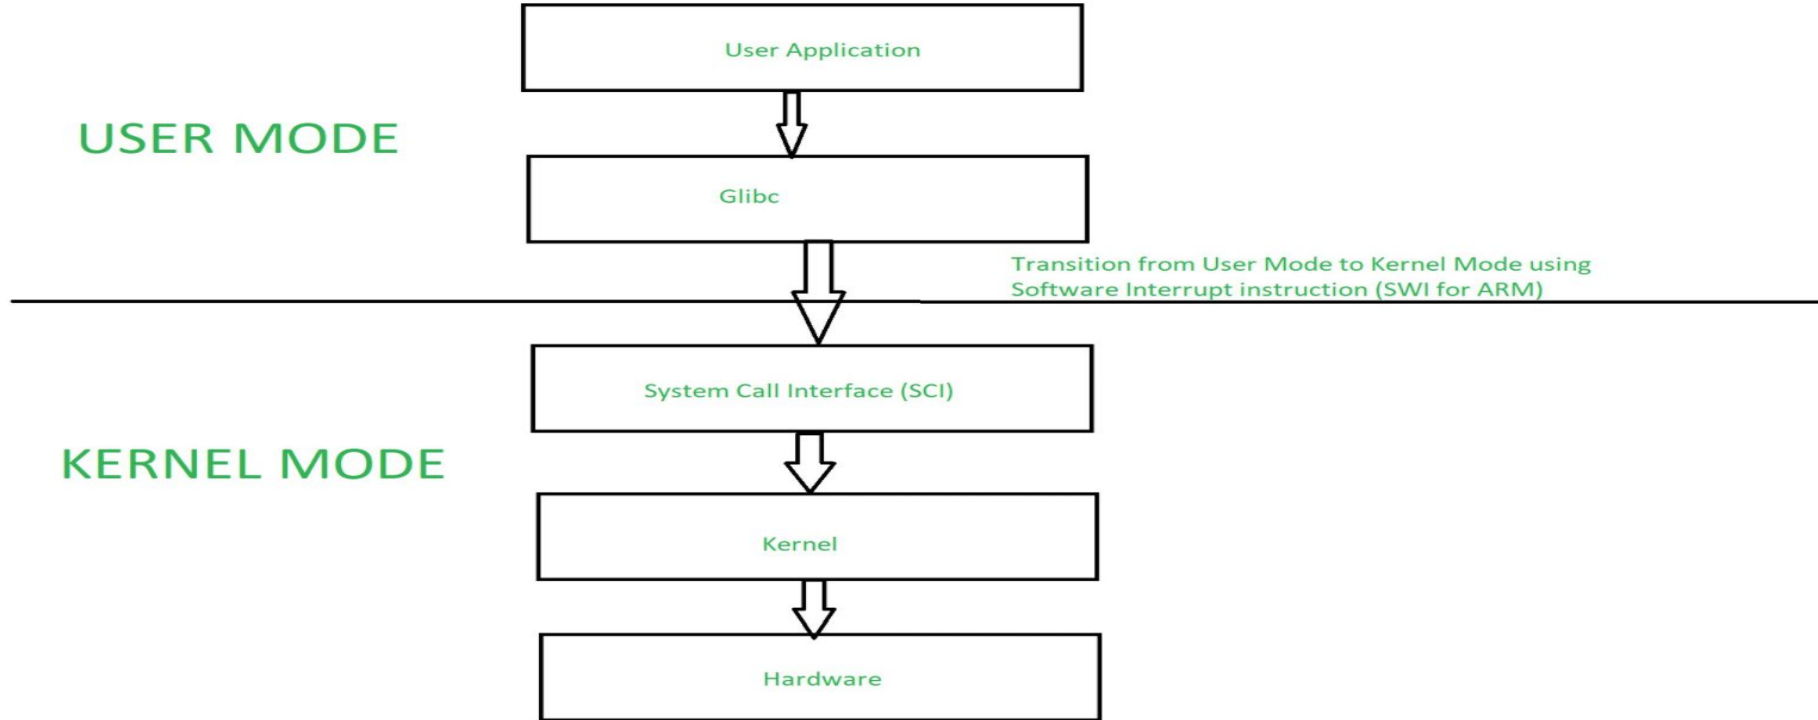 User Application
USER MODE
Glibc
Transition from User Mode to Kernel Mode using
Software Interrupt instruction (SWI for ARM)
System Call Interface (SCI)
KERNEL MODE
Kernel
Hardware